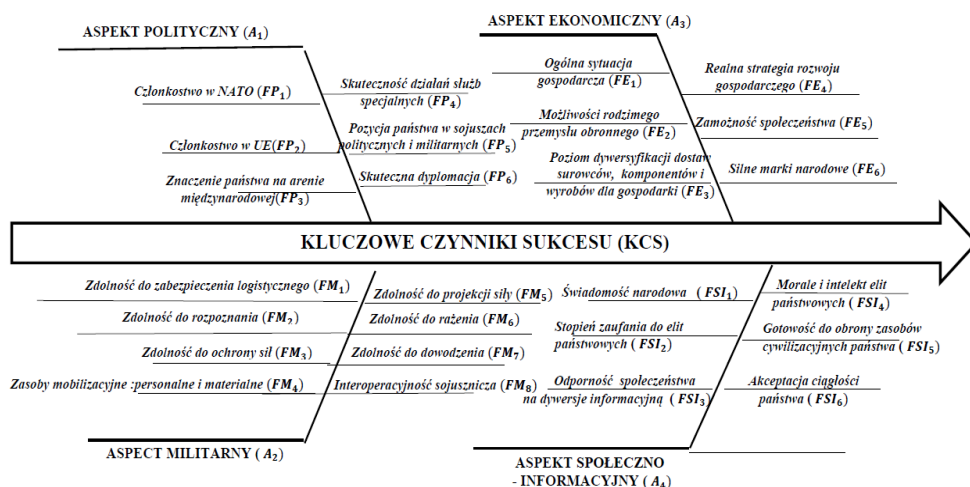 ASPEKT POLITYCZNY (A₁)
Członkostwo w NATO (FP₁)
Członkostwo w UE(FP₂)
Znaczenie państwa na arenie
międzynarodowej(FP₃)
Skuteczność działań służb
specjalnych (FP₄)
Pozycja państwa w sojuszach
politycznych i militarnych (FP₅)
Skuteczna dyplomacja (FP₆)
ASPEKT EKONOMICZNY (A₃)
Ogólna sytuacja
gospodarcza (FE₁)
Możliwości rodzimego
przemysłu obronnego (FE₂)
Poziom dywersyfikacji dostaw
surowców, komponentów i
wyrobów dla gospodarki (FE₃)
Realna strategia rozwoju
gospodarczego (FE₄)
Zamożność społeczeństwa (FE₅)
Silne marki narodowe (FE₆)
KLUCZOWE CZYNNIKI SUKCESU (KCS)
Zdolność do zabezpieczenia logistycznego (FM₁)
Zdolność do rozpoznania (FM₂)
Zdolność do ochrony sił (FM₃)
Zasoby mobilizacyjne :personalne i materialne (FM₄)
Zdolność do projekcji siły (FM₅)
Zdolność do rażenia (FM₆)
Zdolność do dowodzenia (FM₇)
Interoperacyjność sojusznicza (FM₈)
ASPECT MILITARNY ( A₂)
Świadomość narodowa ( FSI₁)
Stopień zaufania do elit
państwowych ( FSI₂)
Odporność społeczeństwa
na dywersje informacyjną ( FSI₃)
Morale i intelekt elit
państwowych ( FSI₄)
Gotowość do obrony zasobów
cywilizacyjnych państwa ( FSI₅)
Akceptacja ciągłości
państwa ( FSI₆)
ASPEKT SPOŁECZNO
- INFORMACYJNY (A₄)